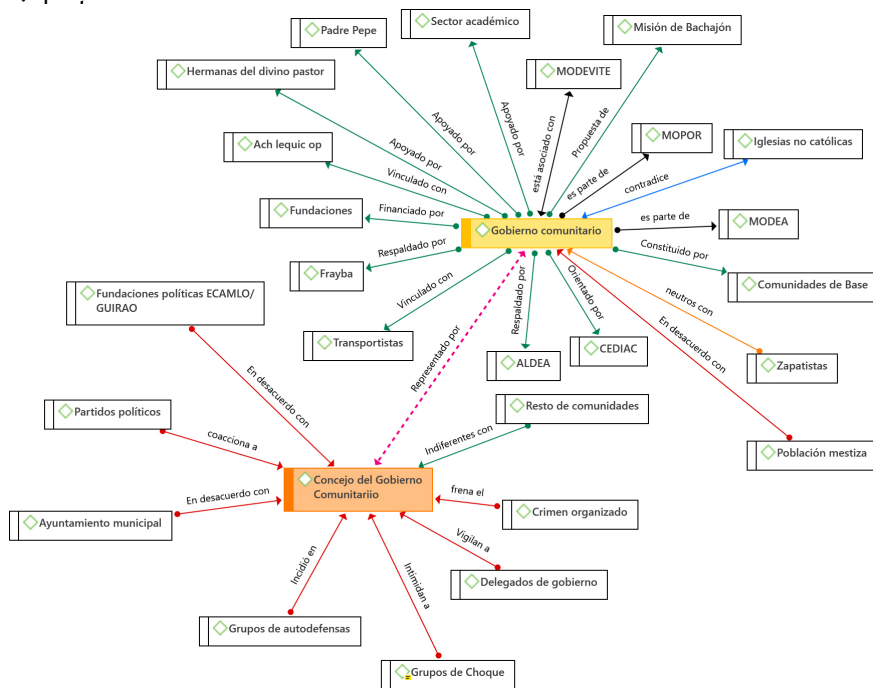 Padre Pepe
Sector académico
Misión de Bachajón
Hermanas del divino pastor
MODEVITE
Ach lequic op
MOPOR
Iglesias no católicas
Apoyado por
Apoyado por
Apoyado por
está asociado con
Propuesta de
es parte de
contradice
Vinculado con
Fundaciones
Financiado por
Gobierno comunitario
es parte de
MODEA
Frayba
Respaldado por
Constituido por
Comunidades de Base
Fundaciones políticas ECAMLO/
GUIRAO
Vinculado con
Respaldado por
Orientado por
neutros con
Transportistas
Representado por
ALDEA
CEDIAC
En desacuerdo con
Zapatistas
En desacuerdo con
Partidos políticos
Resto de comunidades
coacciona a
Indiferentes con
Población mestiza
Concejo del Gobierno
Comunitariio
En desacuerdo con
frena el
Ayuntamiento municipal
Crimen organizado
Incidió en
Intimidan a
Vigilan a
Delegados de gobierno
Grupos de autodefensas
Grupos de Choque